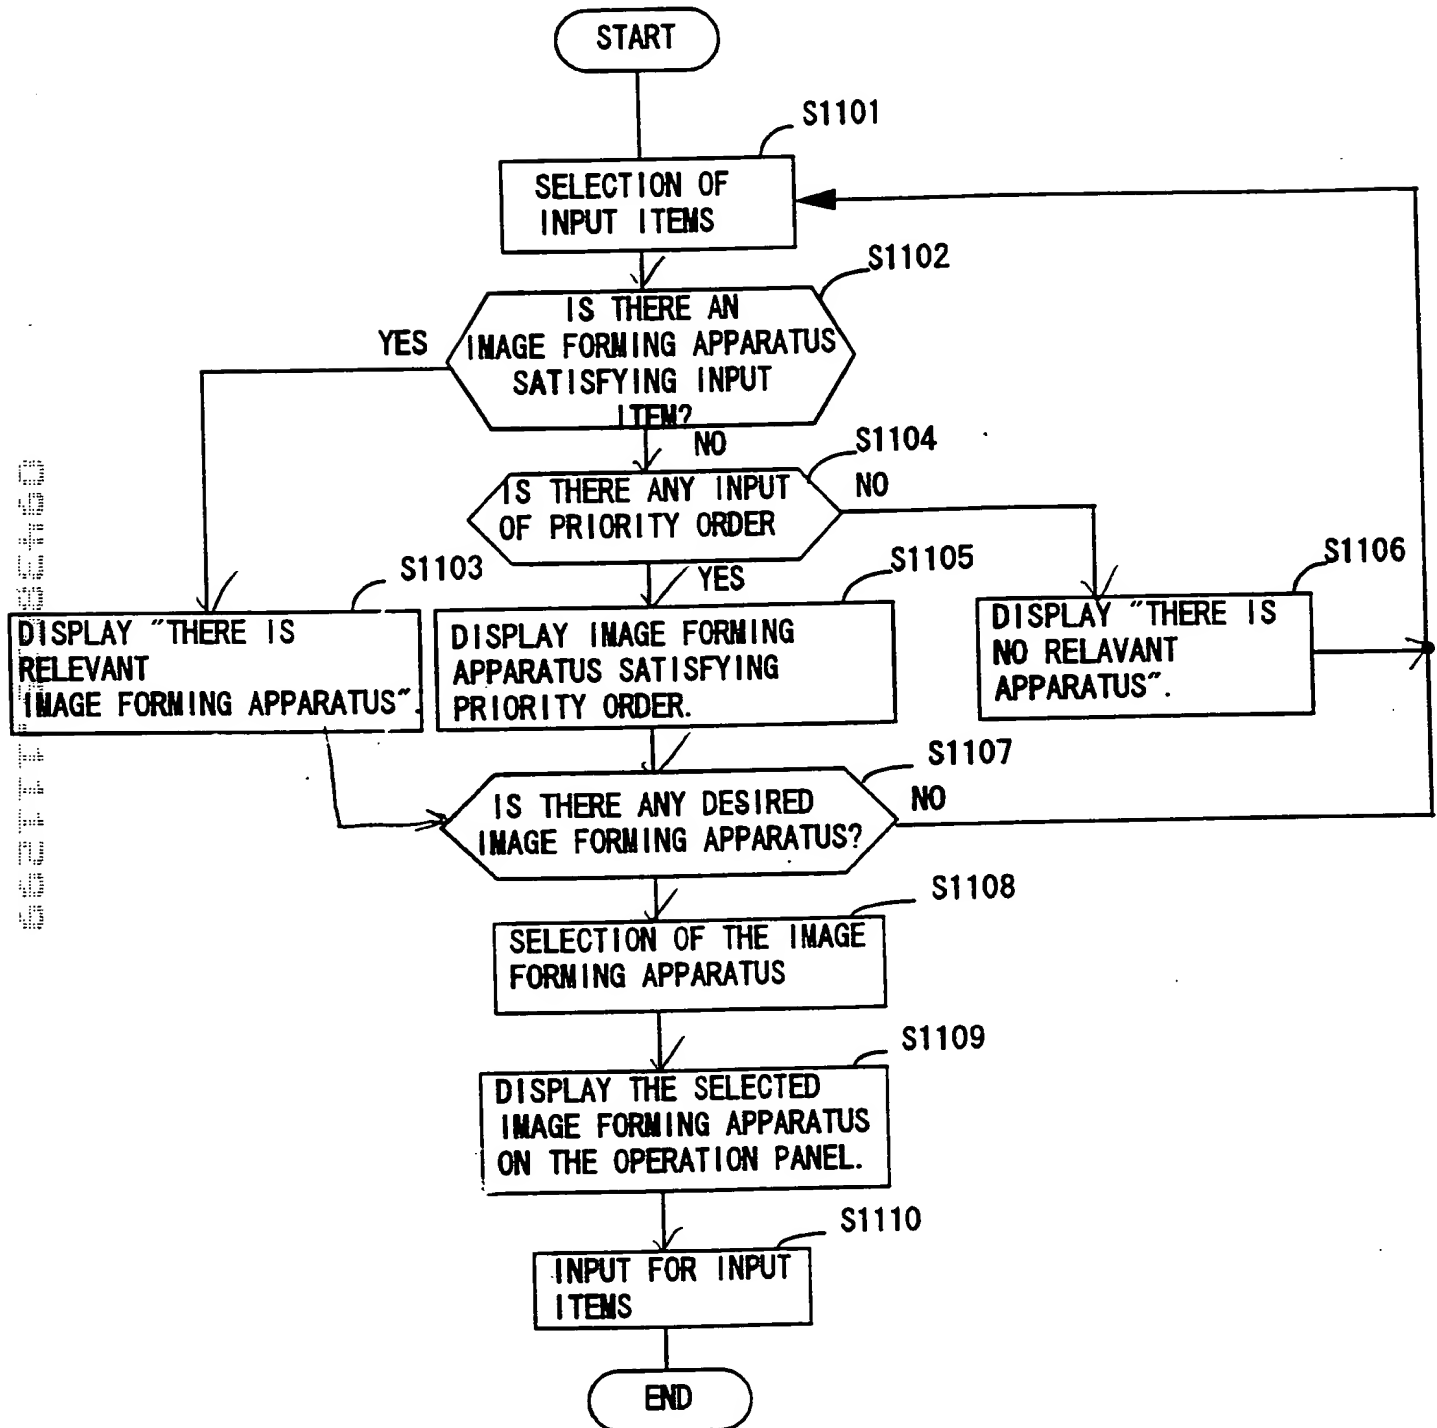 START
S1101
SELECTION OF
INPUT ITEMS
S1102
IS THERE AN
IMAGE FORMING APPARATUS
SATISFYING INPUT
ITEM?
YES
NO
S1104
IS THERE ANY INPUT
OF PRIORITY ORDER
NO
YES
S1103
DISPLAY "THERE IS
RELEVANT
IMAGE FORMING APPARATUS".
S1105
DISPLAY IMAGE FORMING
APPARATUS SATISFYING
PRIORITY ORDER.
S1106
DISPLAY "THERE IS
NO RELAVANT
APPARATUS".
S1107
IS THERE ANY DESIRED
IMAGE FORMING APPARATUS?
NO
S1108
SELECTION OF THE IMAGE
FORMING APPARATUS
S1109
DISPLAY THE SELECTED
IMAGE FORMING APPARATUS
ON THE OPERATION PANEL.
S1110
INPUT FOR INPUT
ITEMS
END